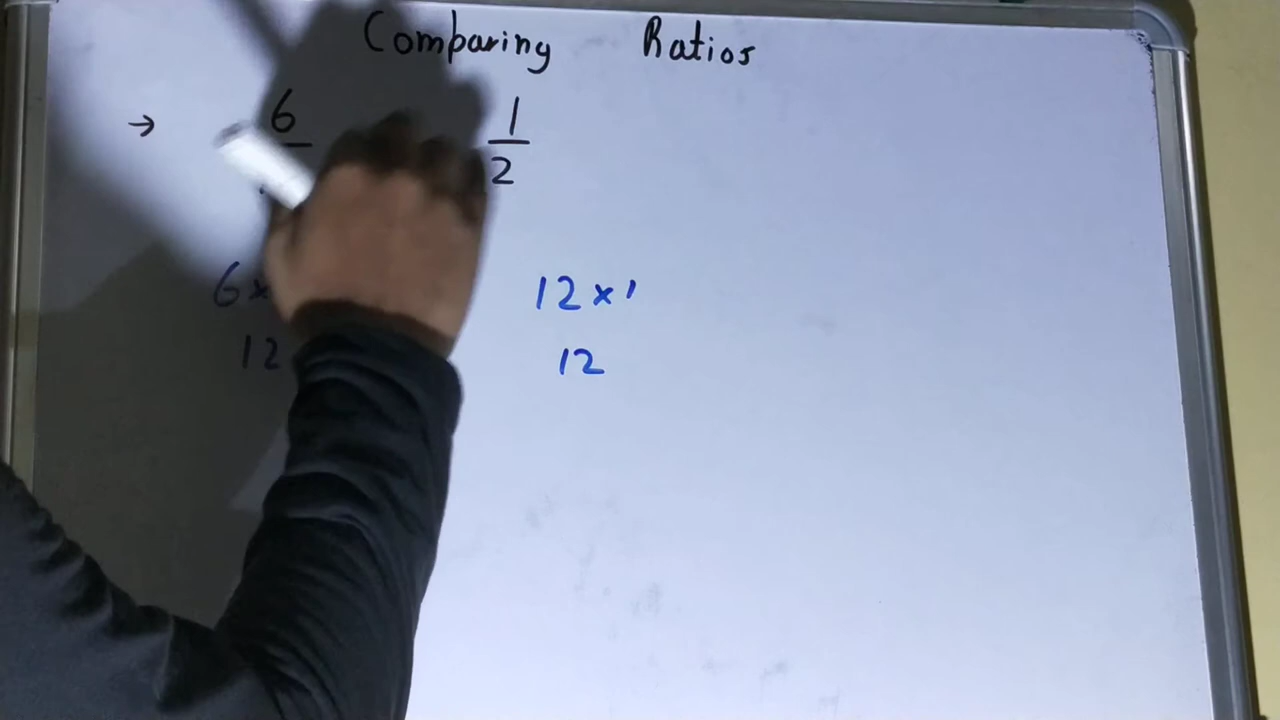 Comparing Ratios
→ 6 1
2
6 × 12 × 1
12 12